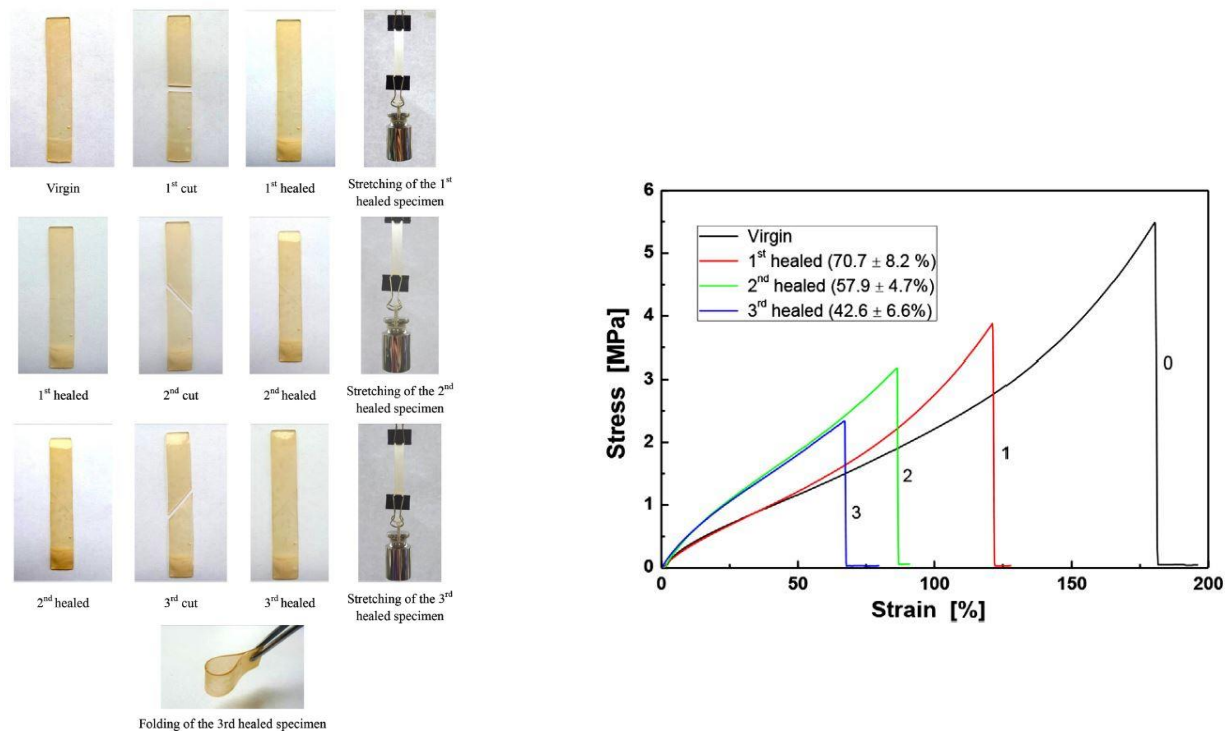 Virgin
1st cut
1st healed
Stretching of the 1st
healed specimen
1st healed
2nd cut
2nd healed
Stretching of the 2nd
healed specimen
2nd healed
3rd cut
3rd healed
Stretching of the 3rd
healed specimen
Folding of the 3rd healed specimen
6
5
4
3
2
1
0
Stress [MPa]
Virgin
1st healed (70.7 ± 8.2 %)
2nd healed (57.9 ± 4.7%)
3rd healed (42.6 ± 6.6%)
0
1
2
3
0
50
100
150
200
Strain [%]